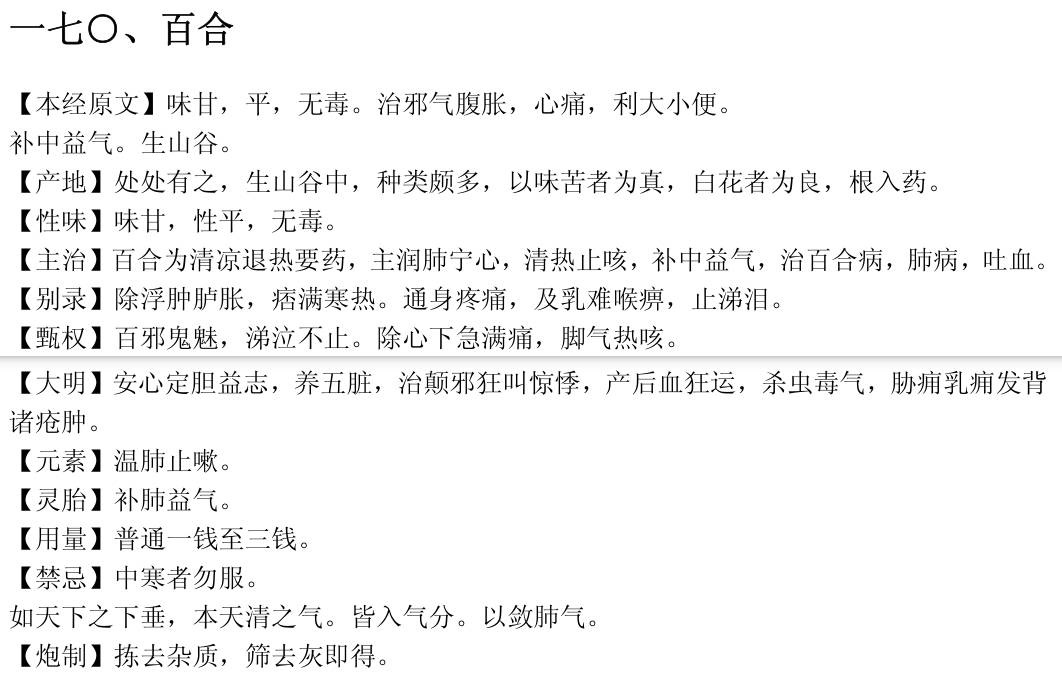 一七〇、百合
【本经原文】味甘，平，无毒。治邪气腹胀，心痛，利大小便。
补中益气。生山谷。
【产地】处处有之，生山谷中，种类颇多，以味苦者为真，白花者为良，根入药。
【性味】味甘，性平，无毒。
【主治】百合为清凉退热要药，主润肺宁心，清热止咳，补中益气，治百合病，肺病，吐血。
【别录】除浮肿胪胀，痞满寒热。通身疼痛，及乳难喉痹，止涕泪。
【甄权】百邪鬼魅，涕泣不止。除心下急满痛，脚气热咳。
【大明】安心定胆益志，养五脏，治颠邪狂叫惊悸，产后血狂运，杀虫毒气，胁痈乳痈发背
诸疮肿。
【元素】温肺止嗽。
【灵胎】补肺益气。
【用量】普通一钱至三钱。
【禁忌】中寒者勿服。
如天下之下垂，本天清之气。皆入气分。以敛肺气。
【炮制】拣去杂质，筛去灰即得。